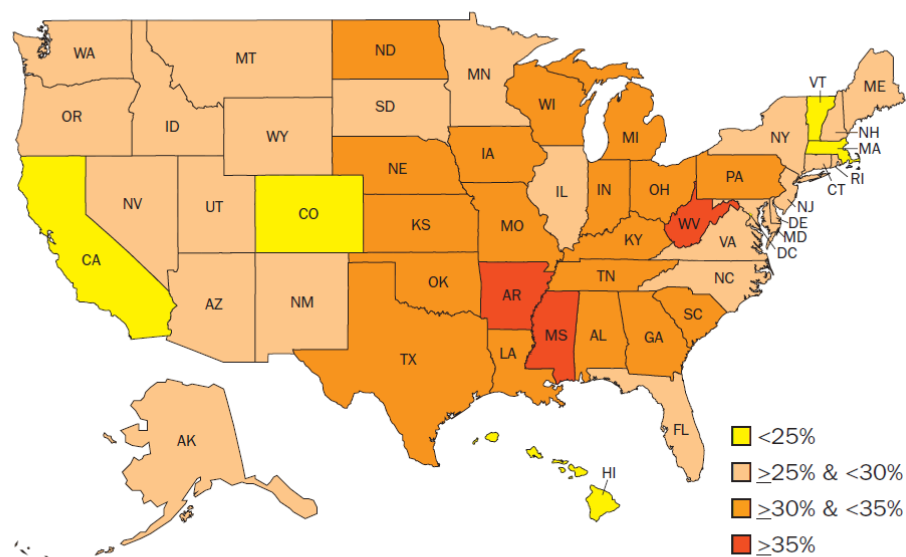 WA
MT
ND
MN
VT
ME
OR
ID
SD
WI
NY
NH
MA
WY
MI
RI
CT
NE
IA
PA
NJ
NV
UT
CO
IL
IN
OH
DE
MD
DC
KS
MO
WV
VA
KY
CA
NC
TN
AZ
NM
OK
AR
SC
MS
AL
GA
TX
LA
FL
AK
HI
<25%
≥25% & <30%
≥30% & <35%
≥35%